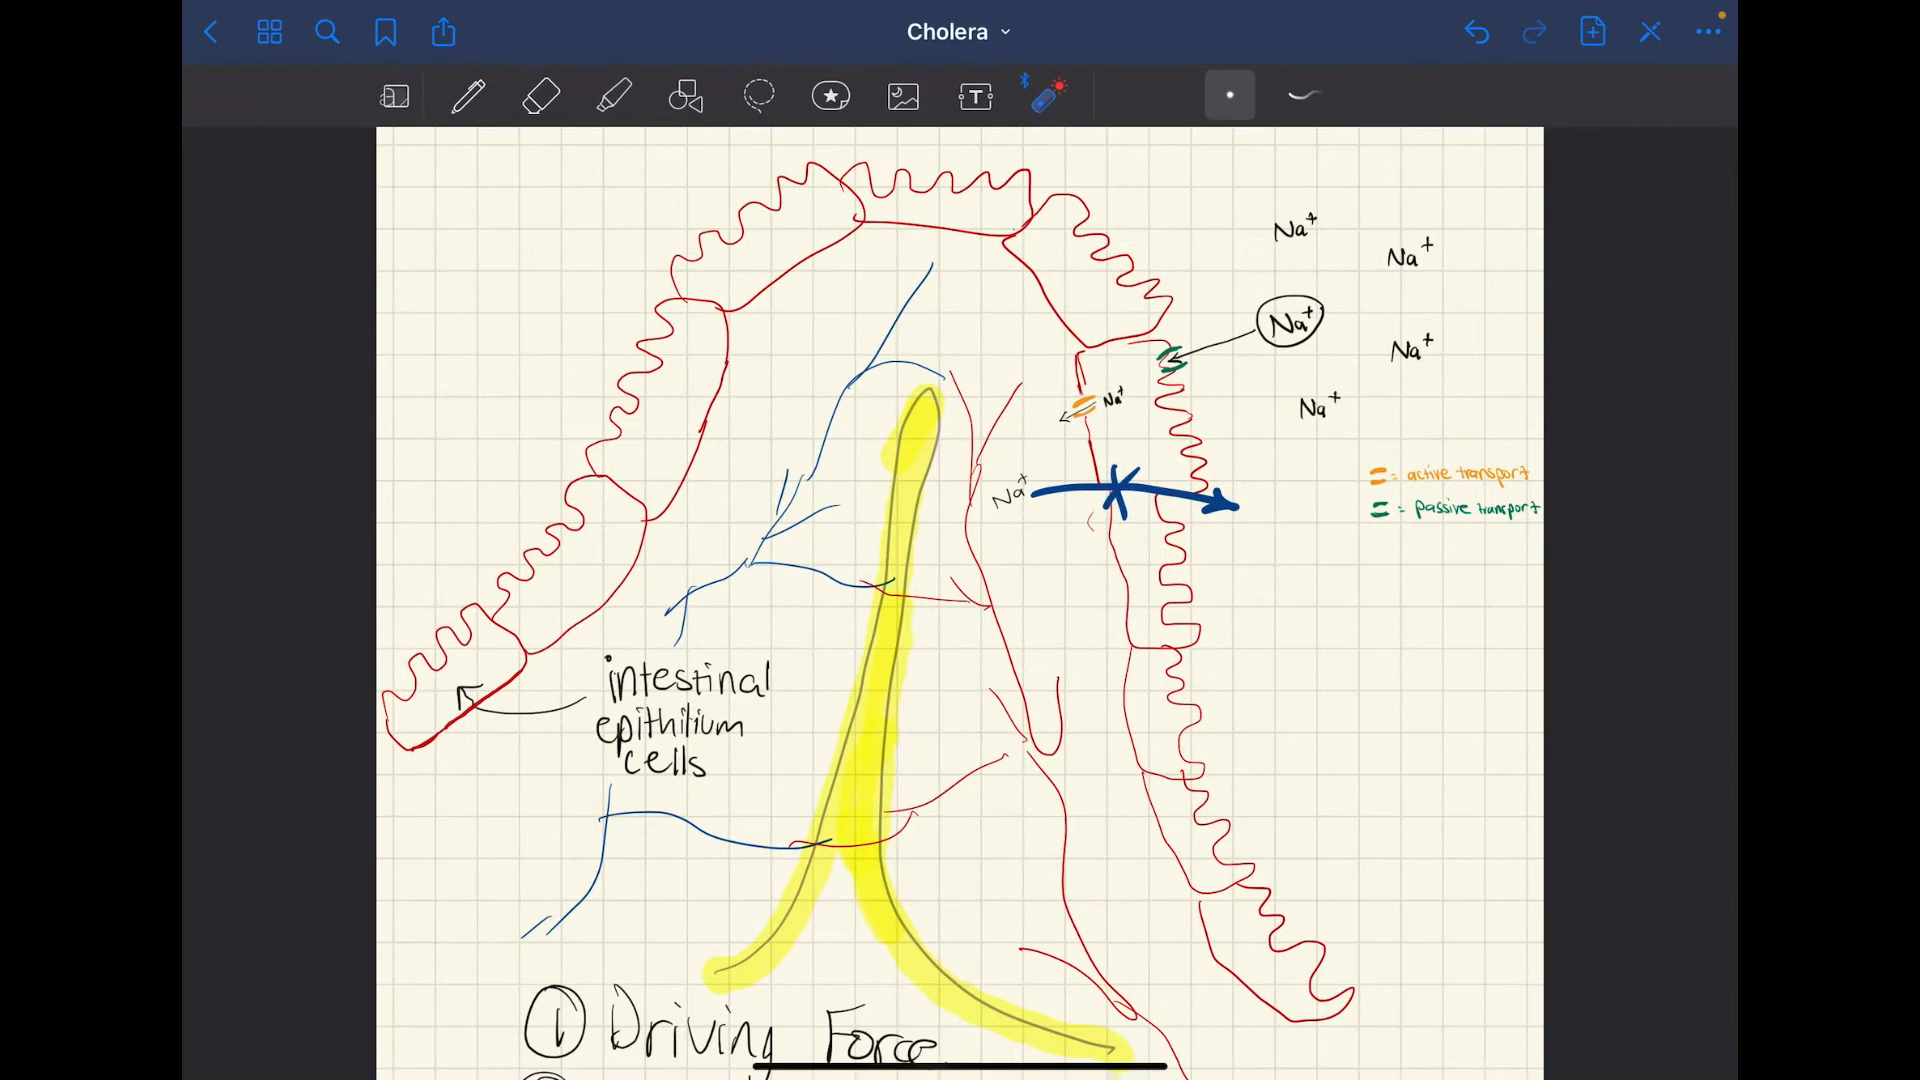 Cholera
Na+
Na+
Na+
Na+
Na+
Na+
Na+
= active transport
= passive transport
intestinal
epithilium
cells
① Driving Force